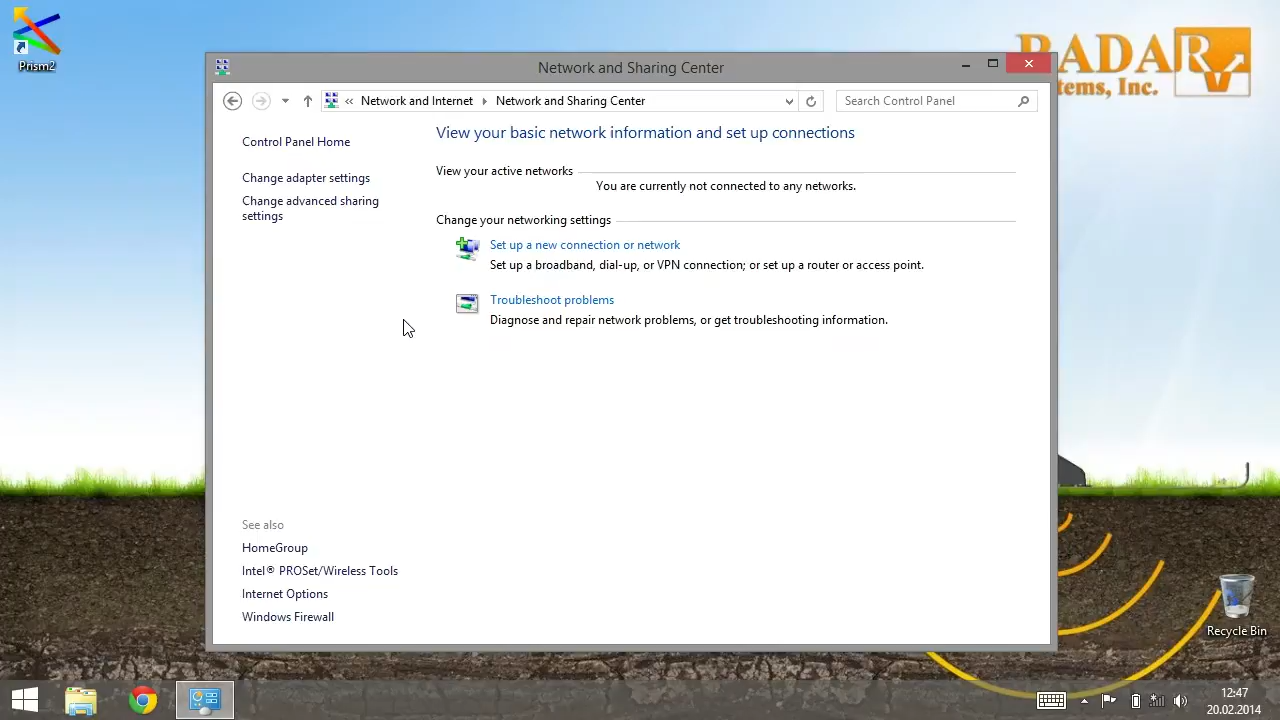 Prism2
RADAR
tems, Inc.
Network and Sharing Center
« Network and Internet Network and Sharing Center
Search Control Panel
Control Panel Home
Change adapter settings
Change advanced sharing
settings
View your basic network information and set up connections
View your active networks
You are currently not connected to any networks.
Change your networking settings
Set up a new connection or network
Set up a broadband, dial-up, or VPN connection; or set up a router or access point.
Troubleshoot problems
Diagnose and repair network problems, or get troubleshooting information.
See also
HomeGroup
Intel® PROSet/Wireless Tools
Internet Options
Windows Firewall
Recycle Bin
12:47
20.02.2014